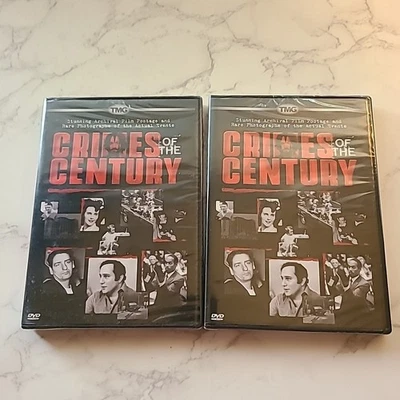 TMG
Stunning Archival Film Footage and
Rare Photographs of the Actual Events
CRIMES OF THE
CENTURY
DVD
TMG
Stunning Archival Film Footage and
Rare Photographs of the Actual Events
CRIMES OF THE
CENTURY
DVD